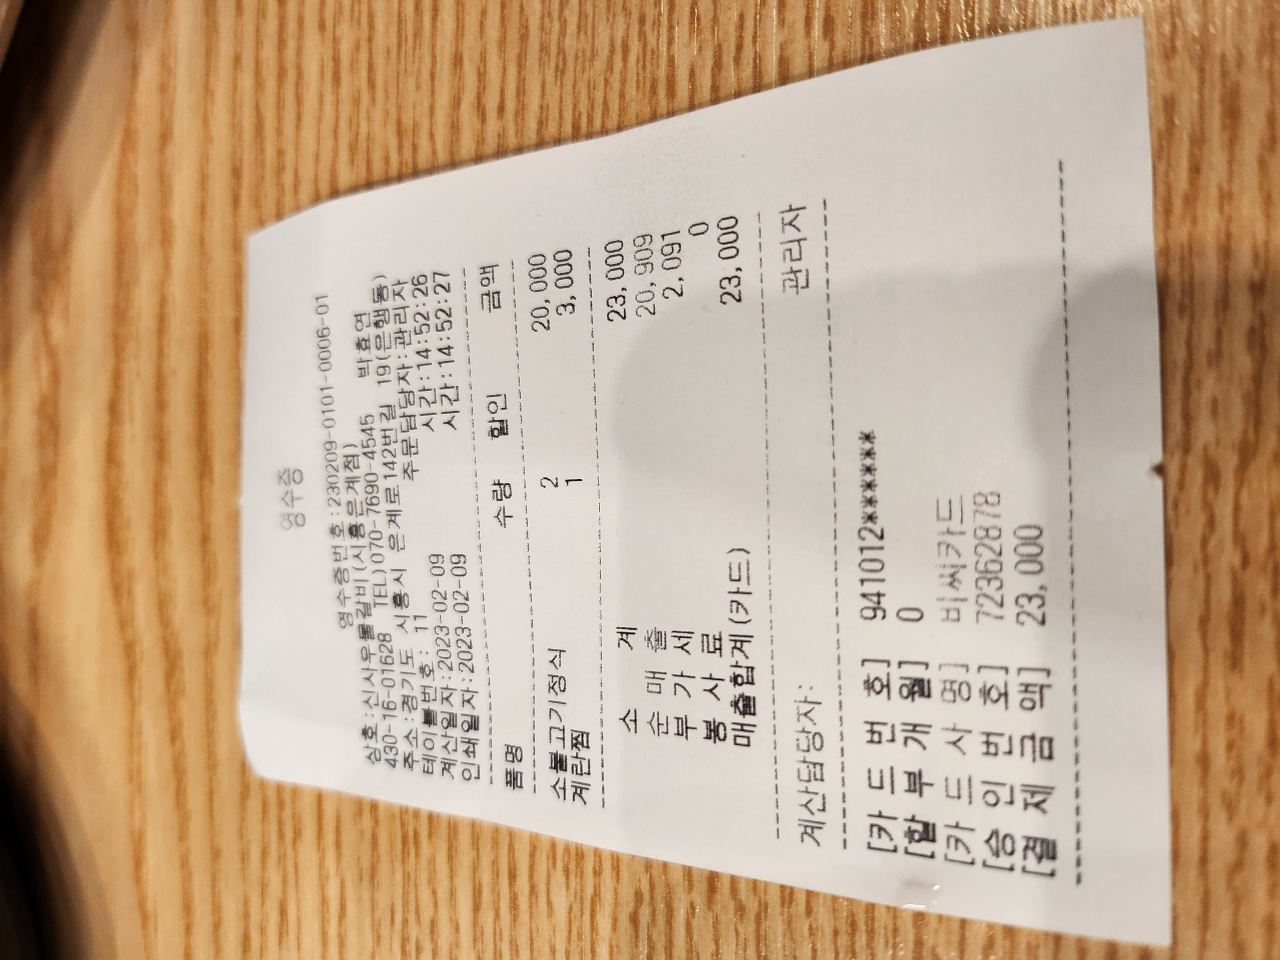 영수증
영수증번호:230209-0101-0006-01
상호:신사우물갈비(시흥은계점)
430-16-01628 TEL)070-7690-4545 박효연
주소:경기도 시흥시 은계로142번길 19(은행동)
테이블번호: 11 주문담당자:관리자
계산일자:2023-02-09 시간:14:52:26
인쇄일자:2023-02-09 시간:14:52:27
품명 수량 할인 금액
소불고기정식 2 20,000
계란찜 1 3,000
소 계 23,000
순 매 출 20,909
부 가 세 2,091
봉 사 료 0
매출합계(카드) 23,000
계산담당자: 관리자
[카 드 번 호] 941012******
[할 부 개 월] 0
[카 드 사 명] 비씨카드
[승 인 번 호] 72362878
[결 제 금 액] 23,000